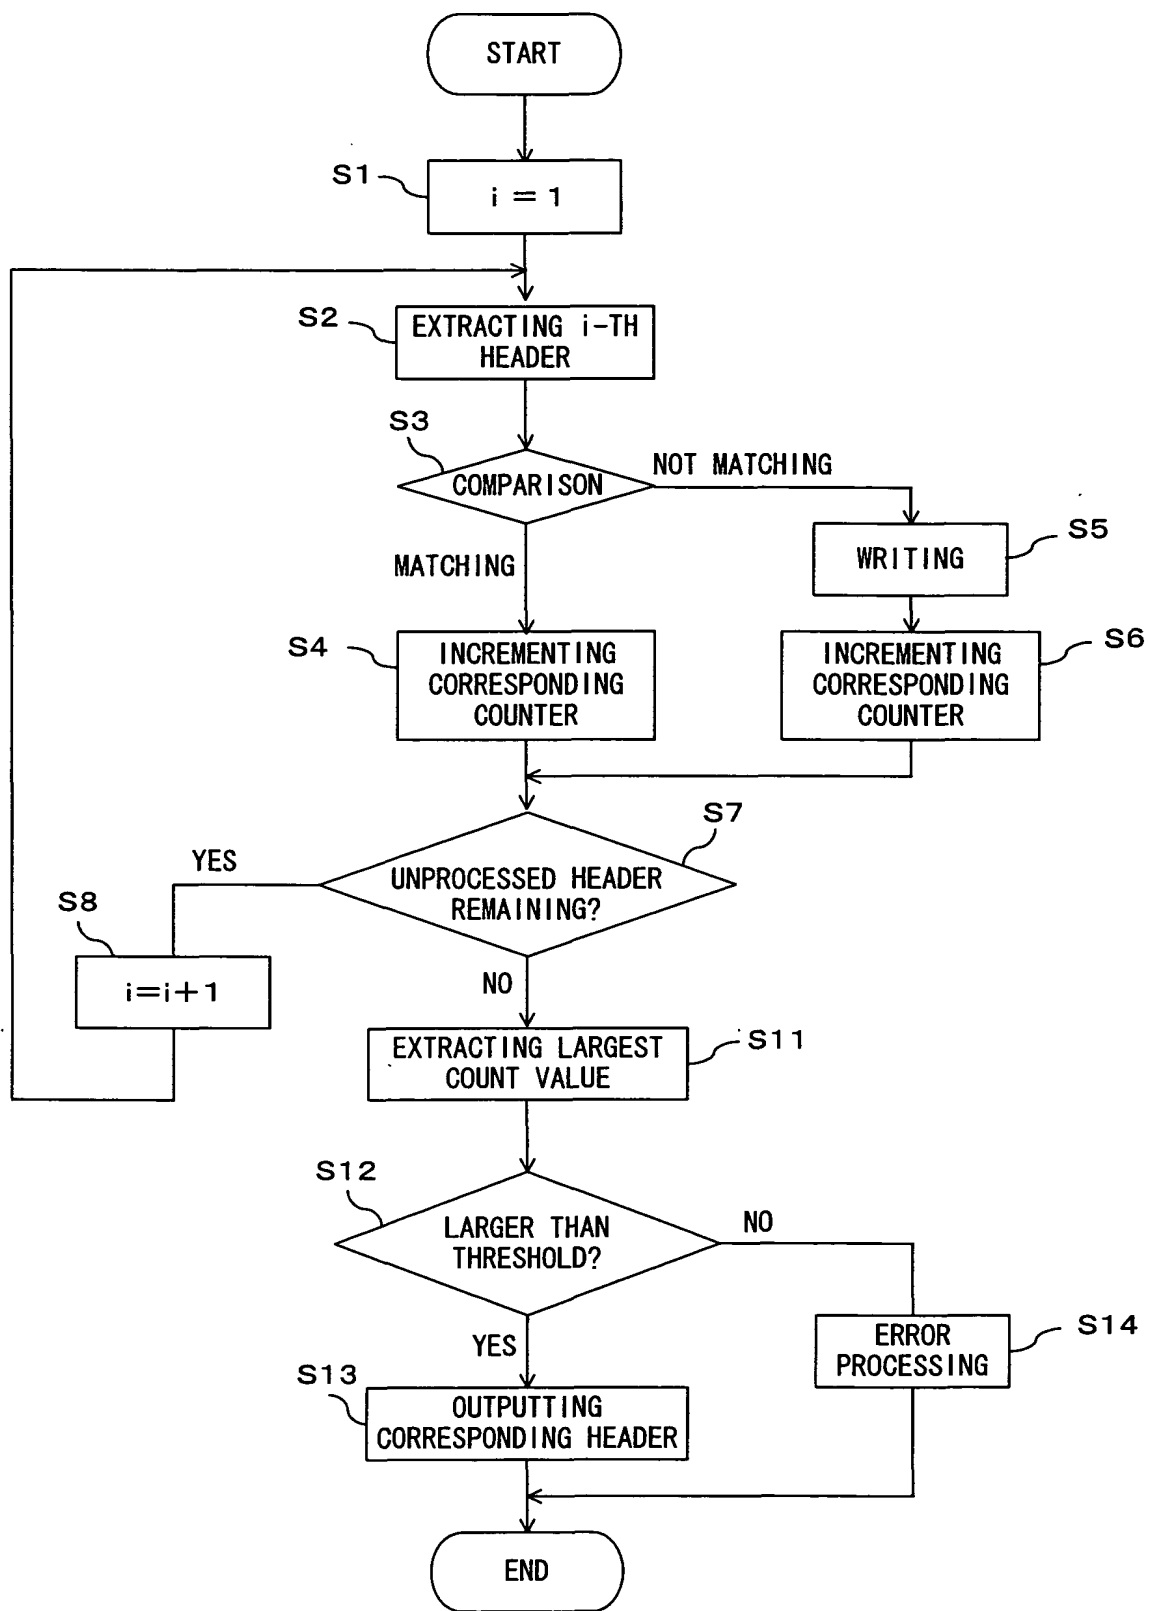 START
S1
i = 1
S2
EXTRACTING i-TH
HEADER
S3
COMPARISON
NOT MATCHING
MATCHING
S5
WRITING
S4
INCREMENTING
CORRESPONDING
COUNTER
S6
INCREMENTING
CORRESPONDING
COUNTER
S7
UNPROCESSED HEADER
REMAINING?
YES
S8
i=i+1
NO
S11
EXTRACTING LARGEST
COUNT VALUE
S12
LARGER THAN
THRESHOLD?
NO
YES
S14
ERROR
PROCESSING
S13
OUTPUTTING
CORRESPONDING HEADER
END